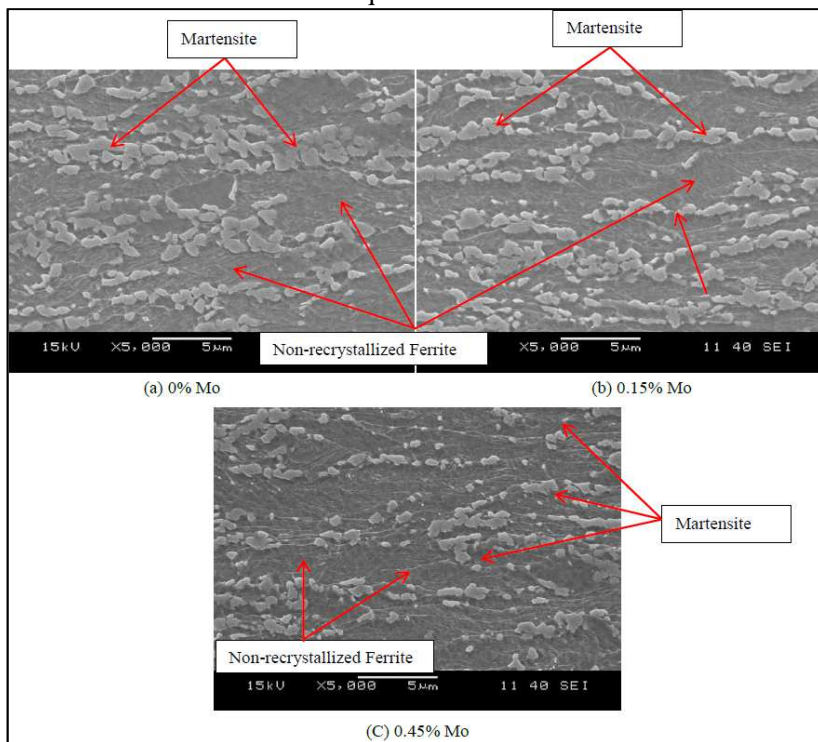 Martensite
Martensite
Non-recrystallized Ferrite
15kV X5,000 5μm
X5,000 5μm 11 40 SEI
(a) 0% Mo
(b) 0.15% Mo
Martensite
Non-recrystallized Ferrite
15kV X5,000 5μm 11 40 SEI
(C) 0.45% Mo